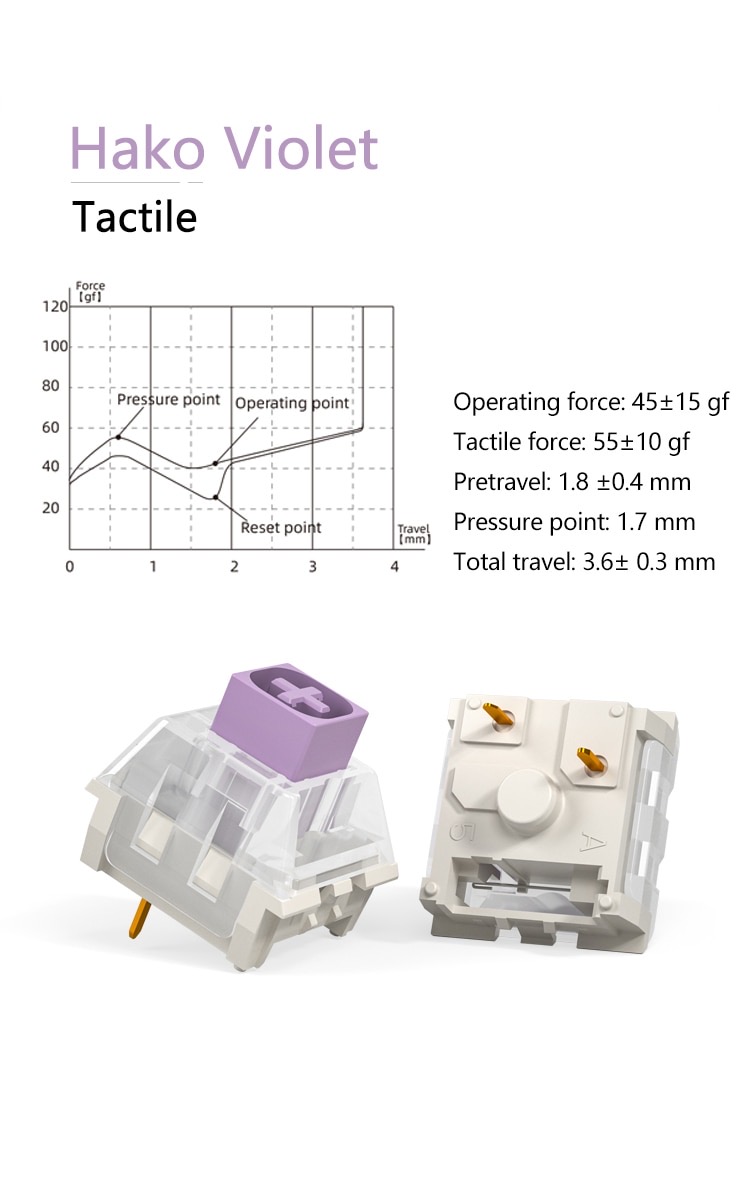 Hako Violet
Tactile
Force
【gf】
120
100
80
60
40
20
Pressure point
Operating point
Reset point
Travel
【mm】
0
1
2
3
4
Operating force: 45±15 gf
Tactile force: 55±10 gf
Pretravel: 1.8 ±0.4 mm
Pressure point: 1.7 mm
Total travel: 3.6± 0.3 mm
5
A